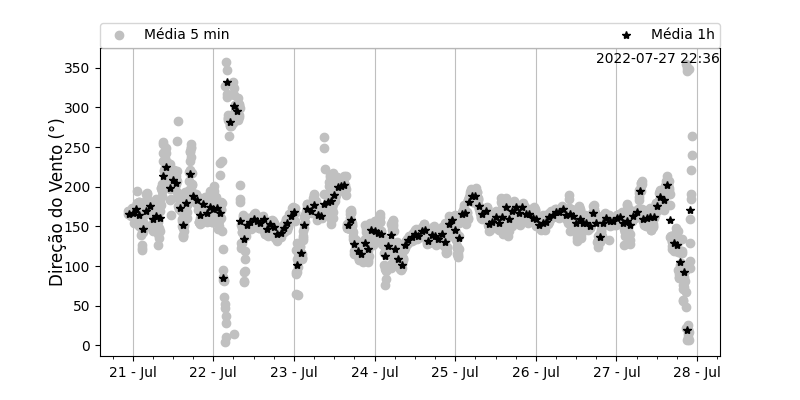 Média 5 min
Média 1h
2022-07-27 22:36
Direção do Vento (°)
350
300
250
200
150
100
50
0
21 - Jul
22 - Jul
23 - Jul
24 - Jul
25 - Jul
26 - Jul
27 - Jul
28 - Jul